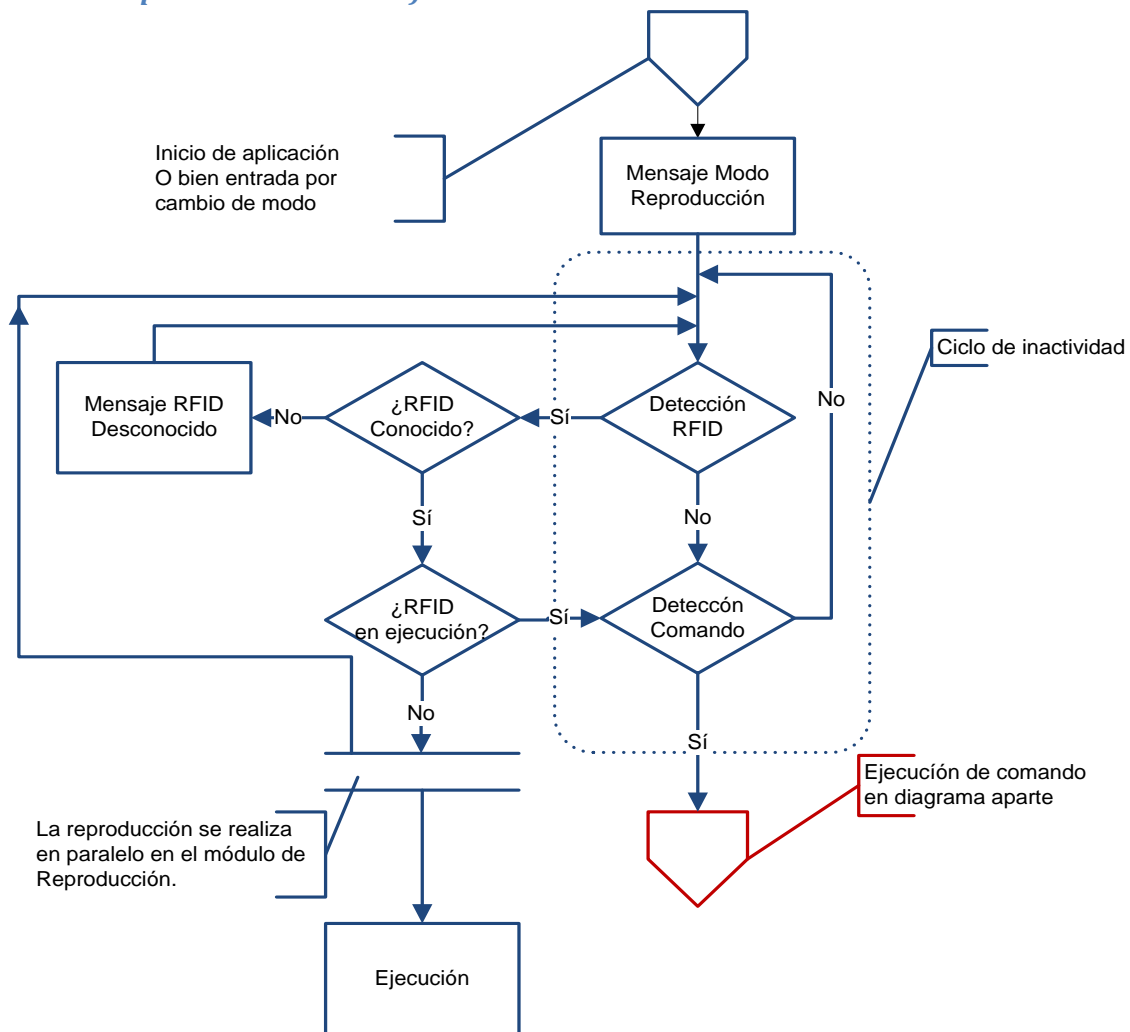 Inicio de aplicación
O bien entrada por
cambio de modo
Mensaje Modo
Reproducción
Ciclo de inactividad
Mensaje RFID
Desconocido
No
¿RFID
Conocido?
Sí
Detección
RFID
No
Sí
No
¿RFID
en ejecución?
Sí
Deteccón
Comando
No
Sí
Ejecucíón de comando
en diagrama aparte
La reproducción se realiza
en paralelo en el módulo de
Reproducción.
Ejecución